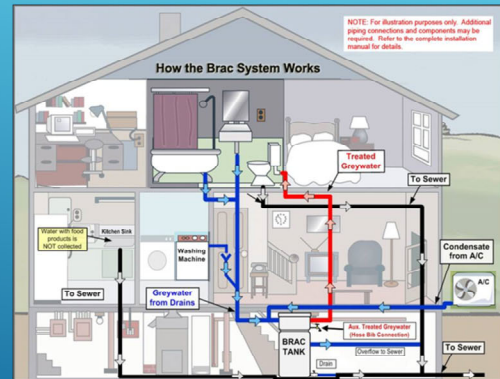 NOTE: For illustration purposes only. Additional
piping connections and components may be
required. Refer to the complete installation
manual for details.
How the Brac System Works
Treated
Greywater
To Sewer
Water with food
products is
NOT collected
Kitchen Sink
Washing
Machine
Condensate
from A/C
A/C
To Sewer
Greywater
from Drains
Aux. Treated Greywater
(Hose Bib Connection)
BRAC
TANK
Overflow to Sewer
To Sewer
Drain